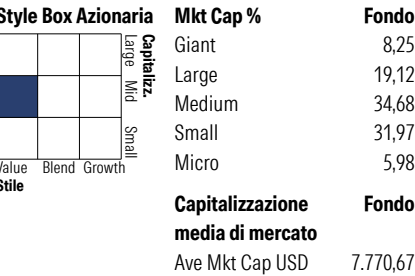 Style Box Azionaria
Capitalizz.
Large
Mid
Small
Value Blend Growth
Stile
Mkt Cap % Fondo
Giant 8,25
Large 19,12
Medium 34,68
Small 31,97
Micro 5,98
Capitalizzazione Fondo
media di mercato
Ave Mkt Cap USD 7.770,67